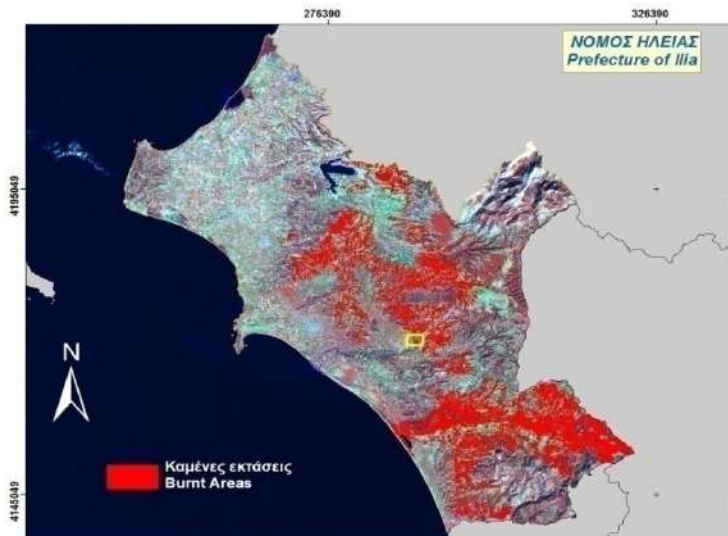 276390
326390
ΝΟΜΟΣ ΗΛΕΙΑΣ
Prefecture of Ilia
4195049
N
Καμένες εκτάσεις
Burnt Areas
4145049